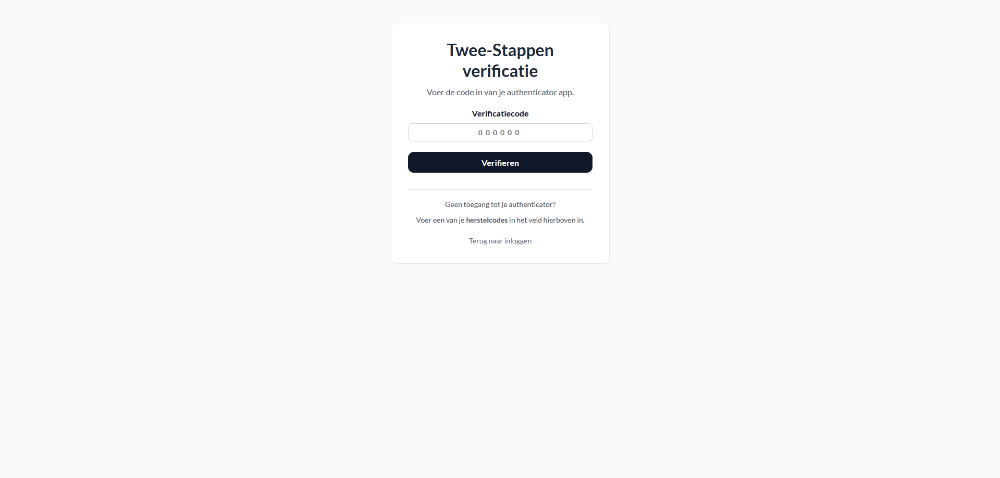 Twee-Stappen
verificatie
Voer de code in van je authenticator app.
Verificatiecode
000000
Verifieren
Geen toegang tot je authenticator?
Voer een van je herstelcodes in het veld hierboven in.
Terug naar inloggen